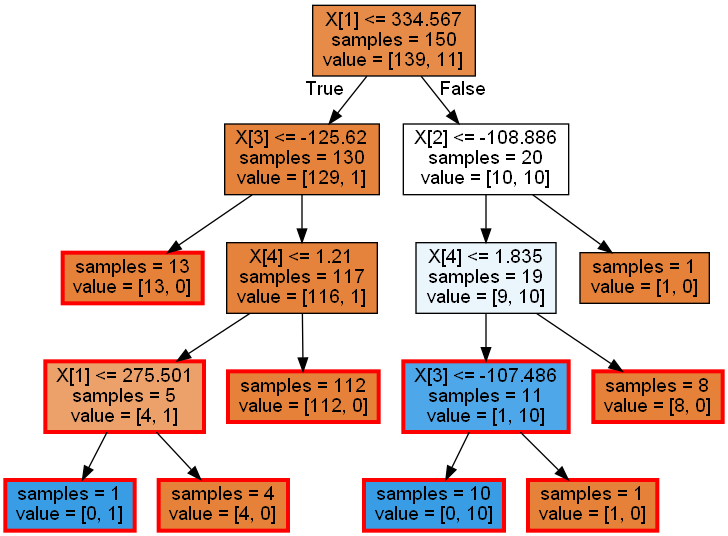 X[1] <= 334.567
samples = 150
value = [139, 11]
True
False
X[3] <= -125.62
samples = 130
value = [129, 1]
X[2] <= -108.886
samples = 20
value = [10, 10]
samples = 13
value = [13, 0]
X[4] <= 1.21
samples = 117
value = [116, 1]
X[4] <= 1.835
samples = 19
value = [9, 10]
samples = 1
value = [1, 0]
X[1] <= 275.501
samples = 5
value = [4, 1]
samples = 112
value = [112, 0]
X[3] <= -107.486
samples = 11
value = [1, 10]
samples = 8
value = [8, 0]
samples = 1
value = [0, 1]
samples = 4
value = [4, 0]
samples = 10
value = [0, 10]
samples = 1
value = [1, 0]